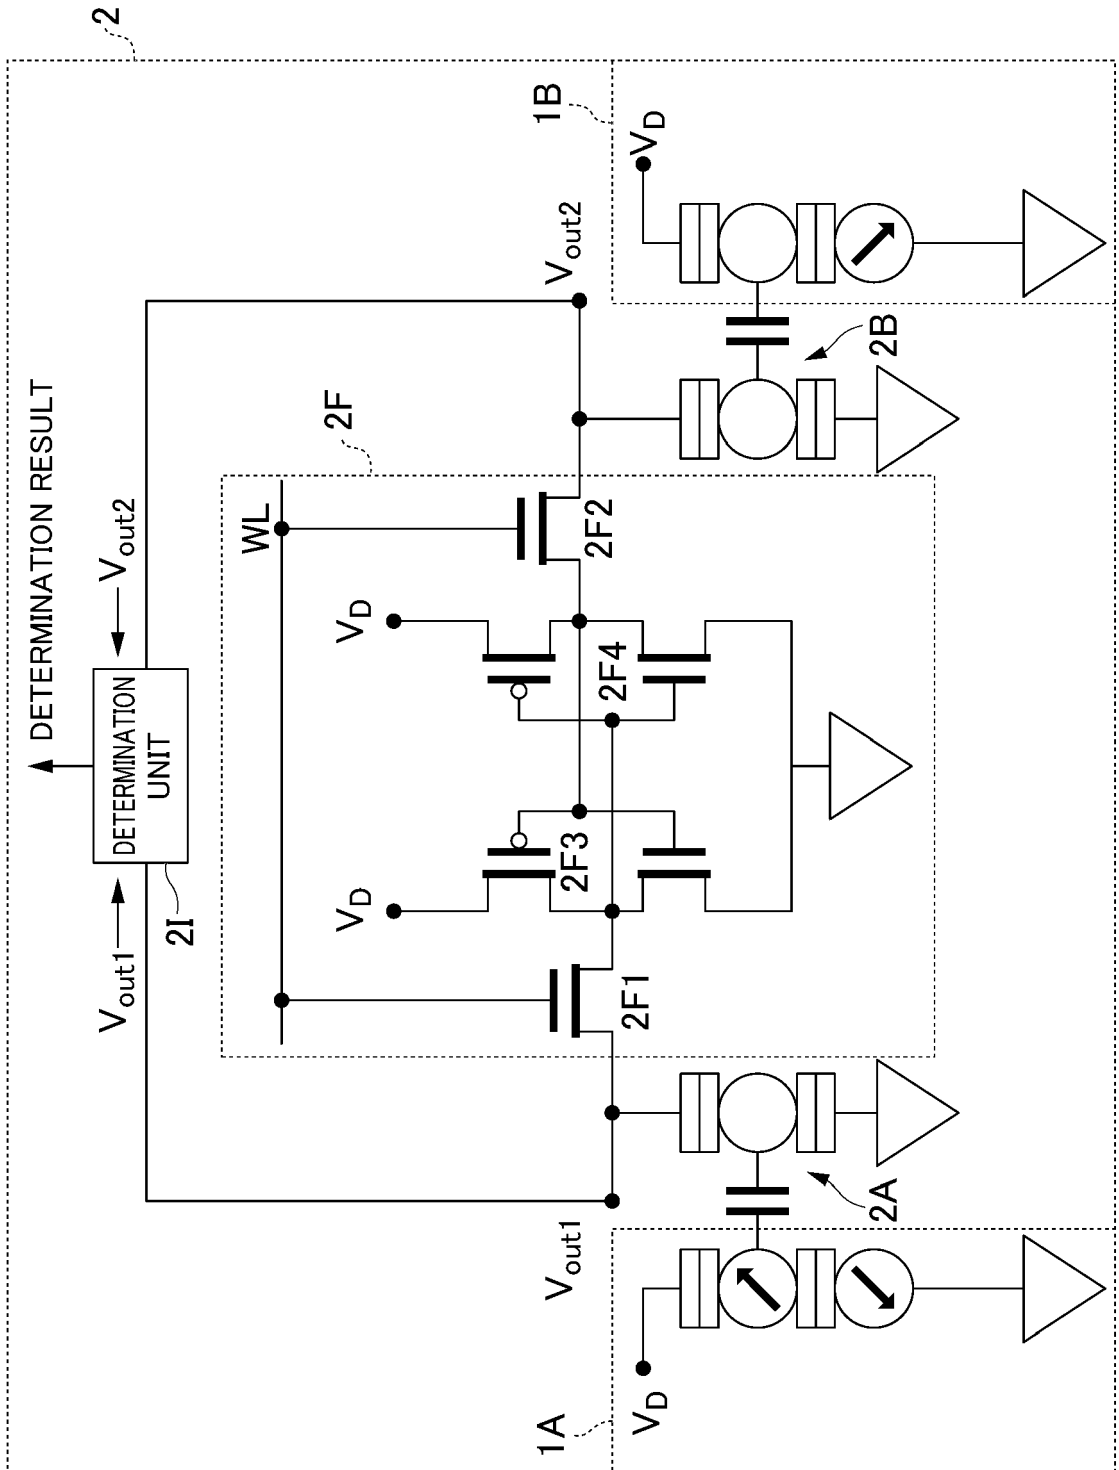 2
DETERMINATION RESULT
Vout1
Vout2
DETERMINATION
UNIT
2I
2F
WL
VD
VD
2F1
2F3
2F4
2F2
Vout1
Vout2
2A
2B
1A
VD
1B
VD